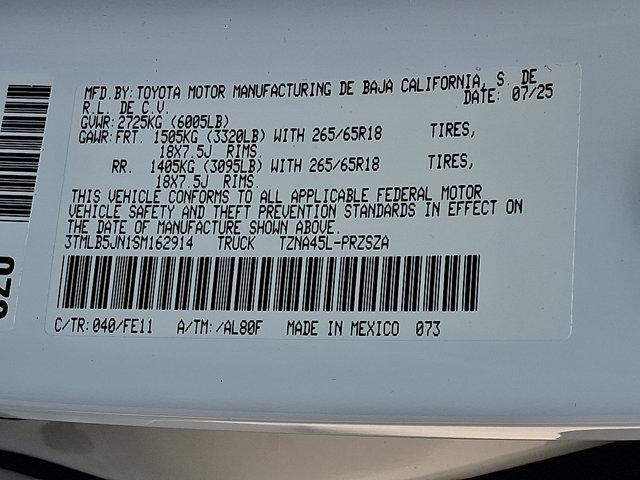 MFD.BY:TOYOTA MOTOR MANUFACTURING DE BAJA CALIFORNIA, S. DE
R.L. DE C.V. DATE: 07/25
GVWR:2725KG (6005LB)
GAWR:FRT. 1505KG (3320LB) WITH 265/65R18 TIRES,
18X7.5J RIMS.
RR. 1405KG (3095LB) WITH 265/65R18 TIRES,
18X7.5J RIMS.
THIS VEHICLE CONFORMS TO ALL APPLICABLE FEDERAL MOTOR
VEHICLE SAFETY AND THEFT PREVENTION STANDARDS IN EFFECT ON
THE DATE OF MANUFACTURE SHOWN ABOVE.
3TMLB5JN1SM162914 TRUCK TZNA45L-PRZSZA
C/TR:040/FE11 A/TM:/AL80F MADE IN MEXICO 073